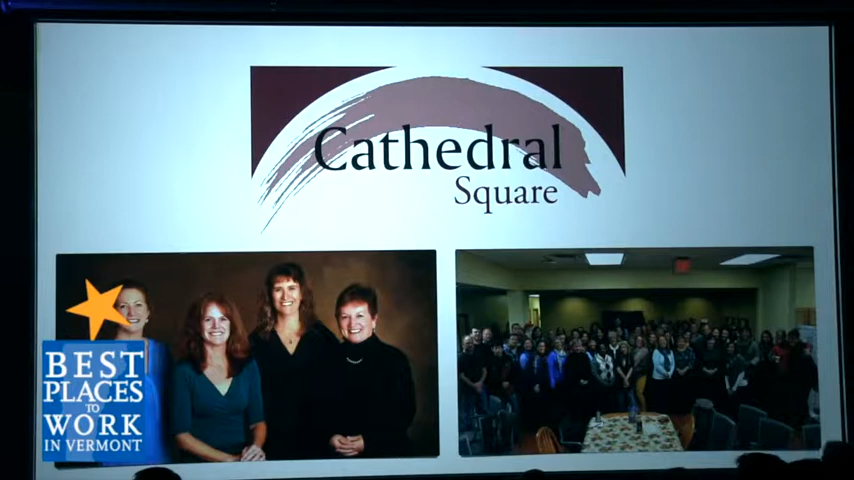 Cathedral
Square
BEST
PLACES
TO
WORK
IN VERMONT